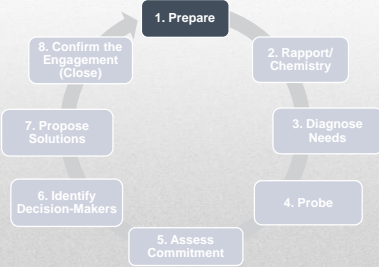 1. Prepare
2. Rapport/
Chemistry
3. Diagnose
Needs
4. Probe
5. Assess
Commitment
6. Identify
Decision-Makers
7. Propose
Solutions
8. Confirm the
Engagement
(Close)